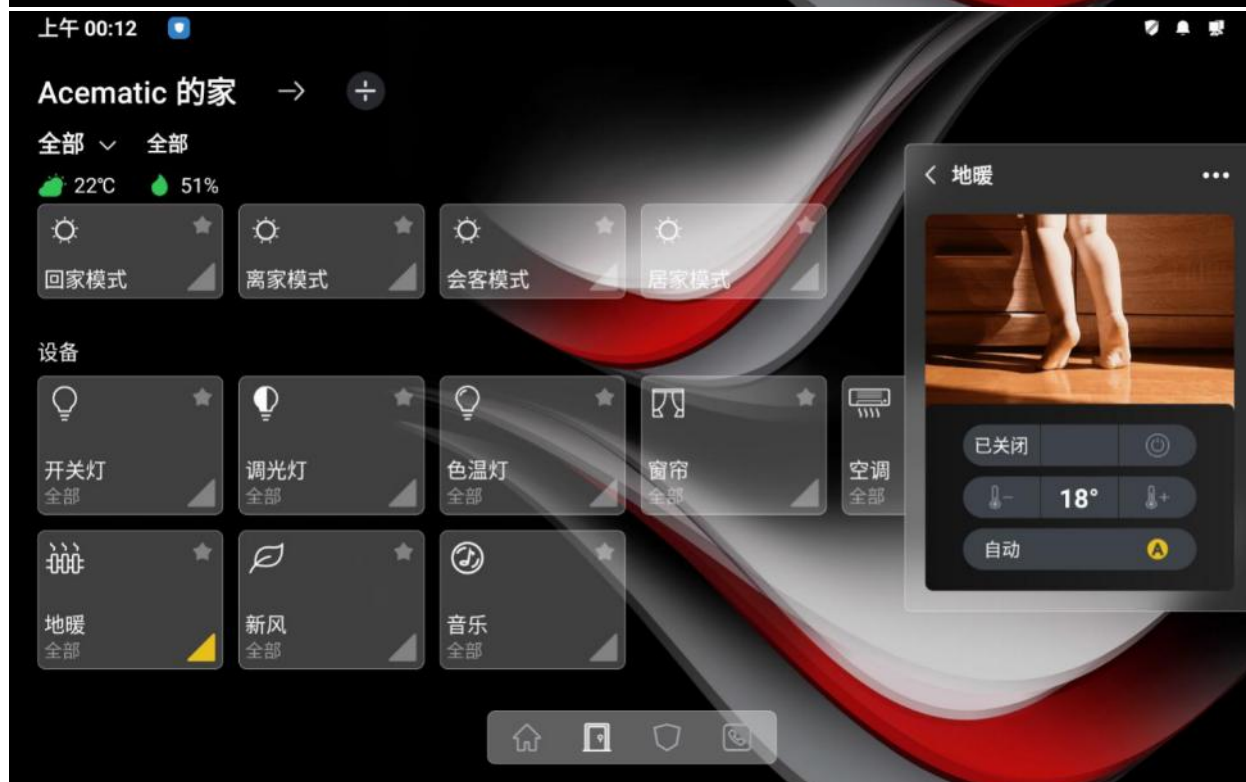 上午 00:12
Acematic 的家
全部 全部
22℃ 51%
回家模式 离家模式 会客模式 居家模式
设备
开关灯 调光灯 色温灯 窗帘 空调
全部 全部 全部 全部 全部
地暖 新风 音乐
全部 全部 全部
地暖
已关闭
18°
自动 A